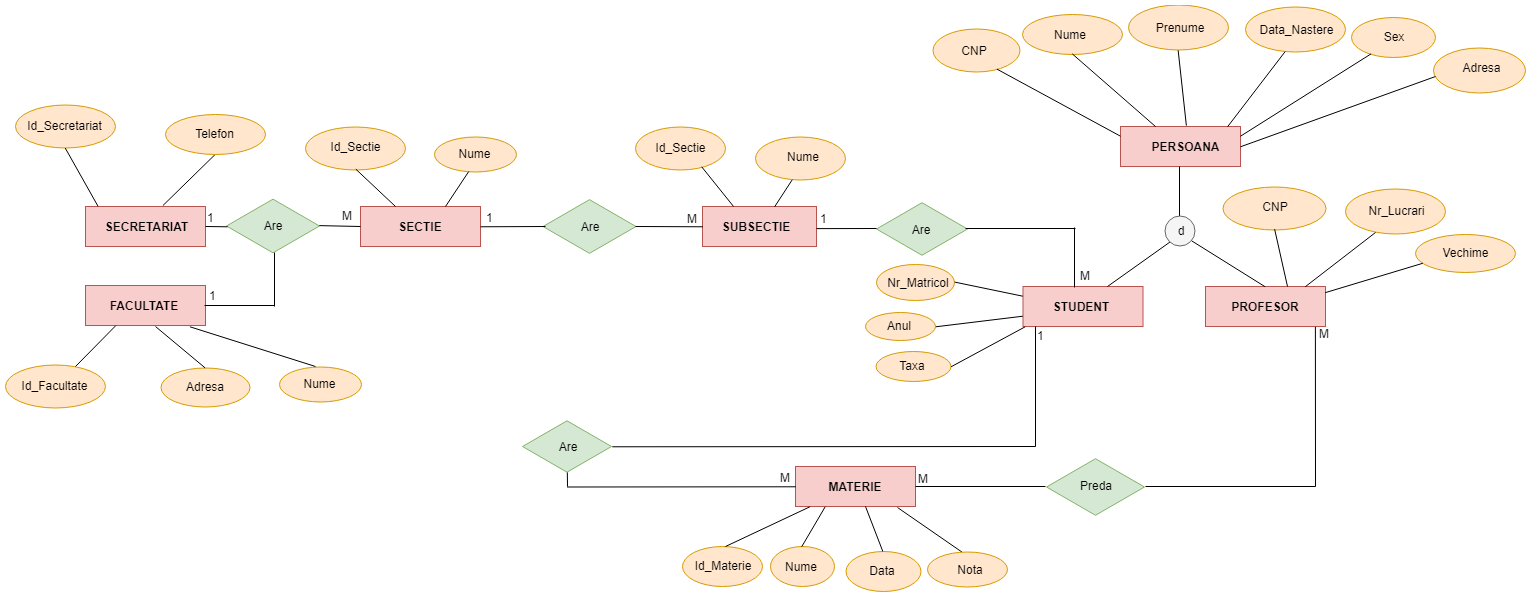 Prenume
Nume
Data_Nastere
Sex
CNP
Adresa
Id_Secretariat
Telefon
Id_Sectie
Nume
Id_Sectie
Nume
PERSOANA
CNP
Nr_Lucrari
Vechime
SECRETARIAT
1
Are
M
SECTIE
1
Are
M
SUBSECTIE
1
Are
d
M
Nr_Matricol
FACULTATE
1
STUDENT
PROFESOR
Anul
1
M
Taxa
Id_Facultate
Adresa
Nume
Are
M
MATERIE
M
Preda
Id_Materie
Nume
Data
Nota